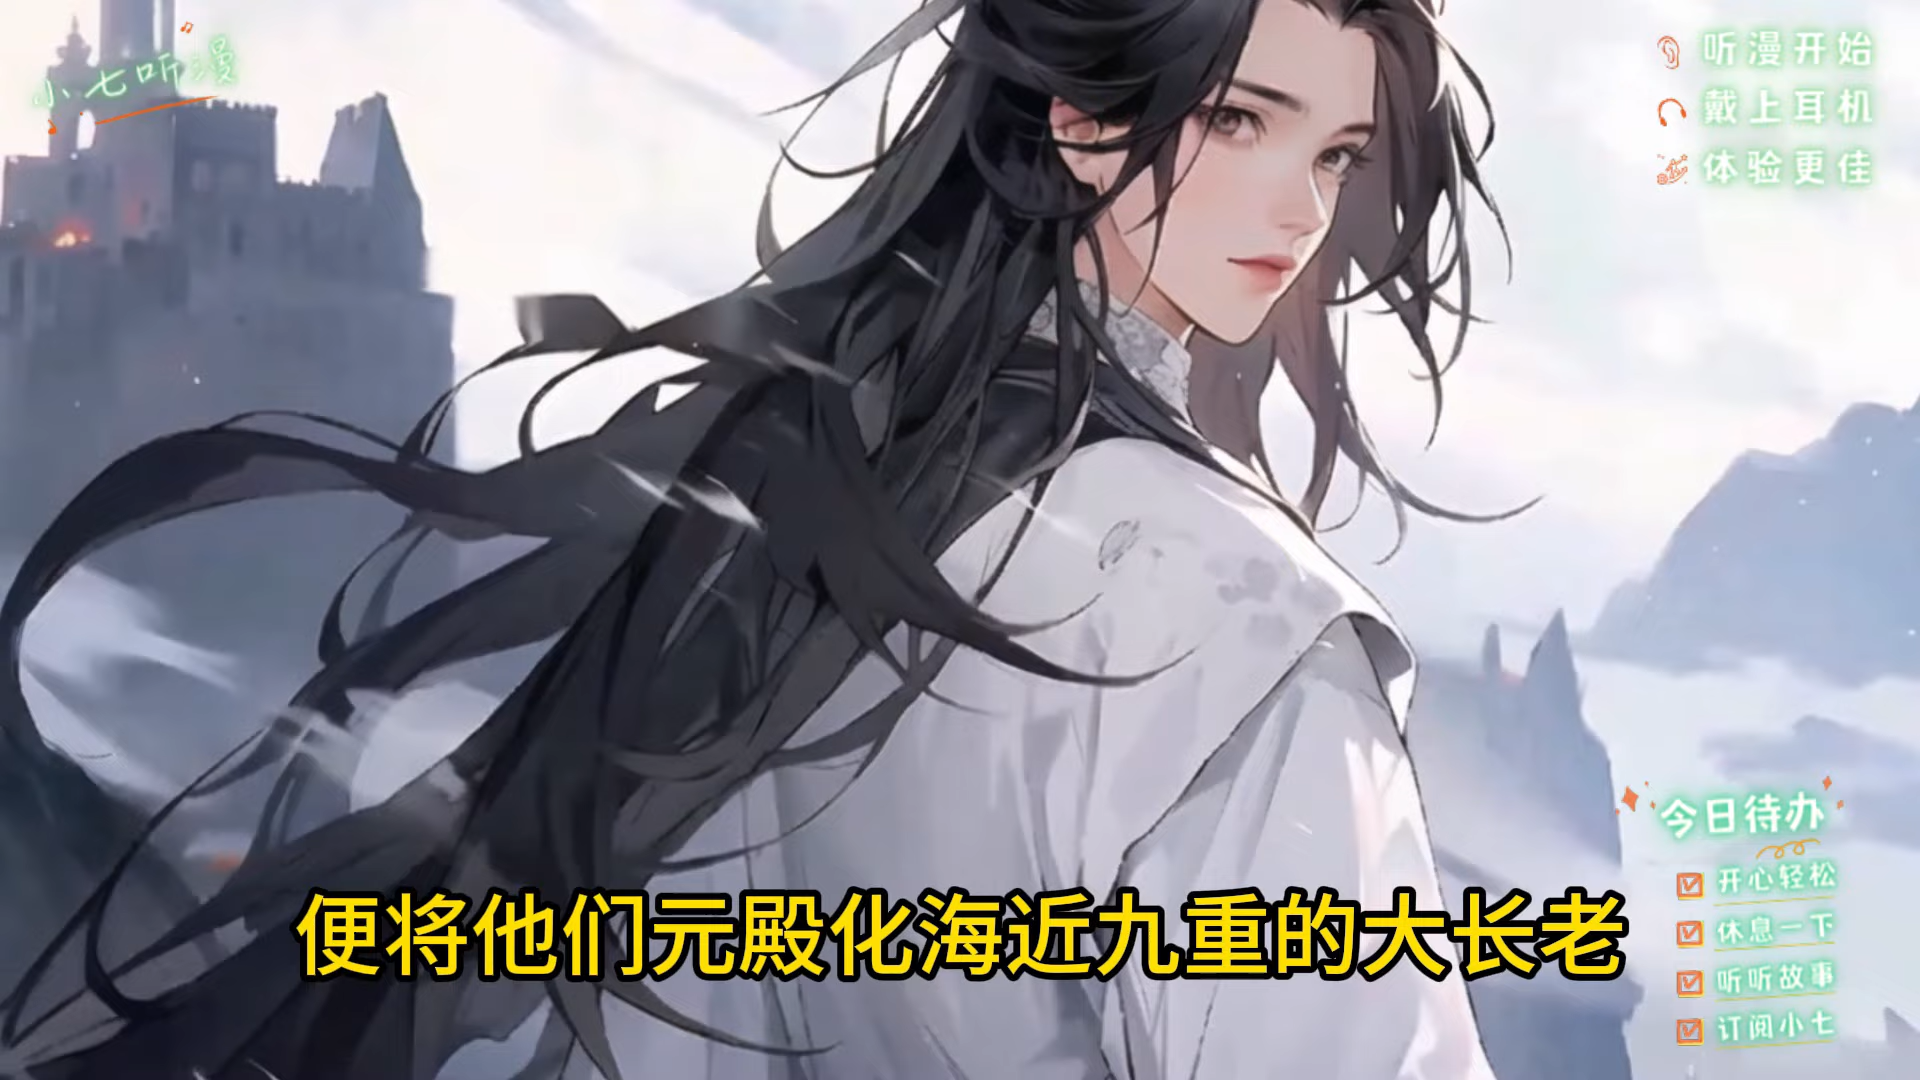 小七听漫
听漫开始
戴上耳机
体验更佳
今日待办
开心轻松
休息一下
听听故事
订阅小七
便将他们元殿化海近九重的大长老